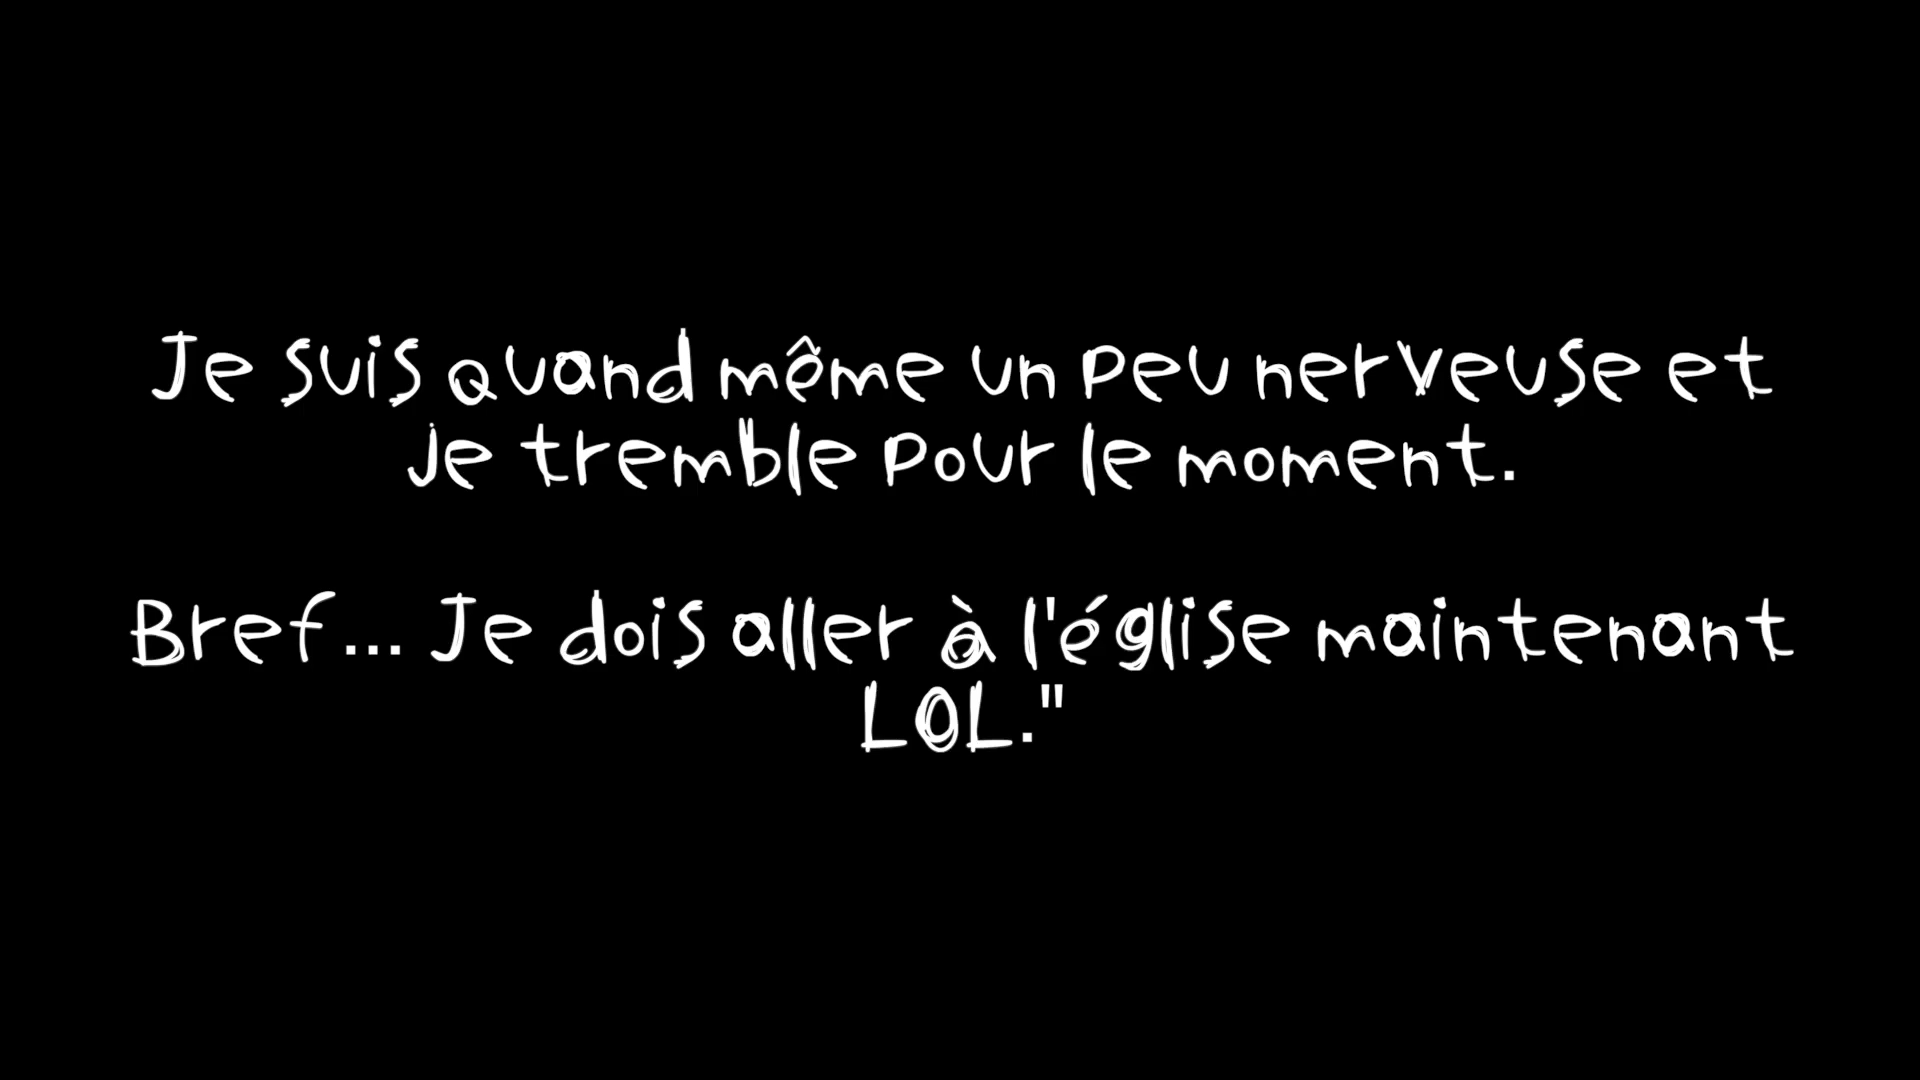 Je suis quand même un peu nerveuse et
je tremble pour le moment.
Bref... Je dois aller à l'église maintenant
LOL."